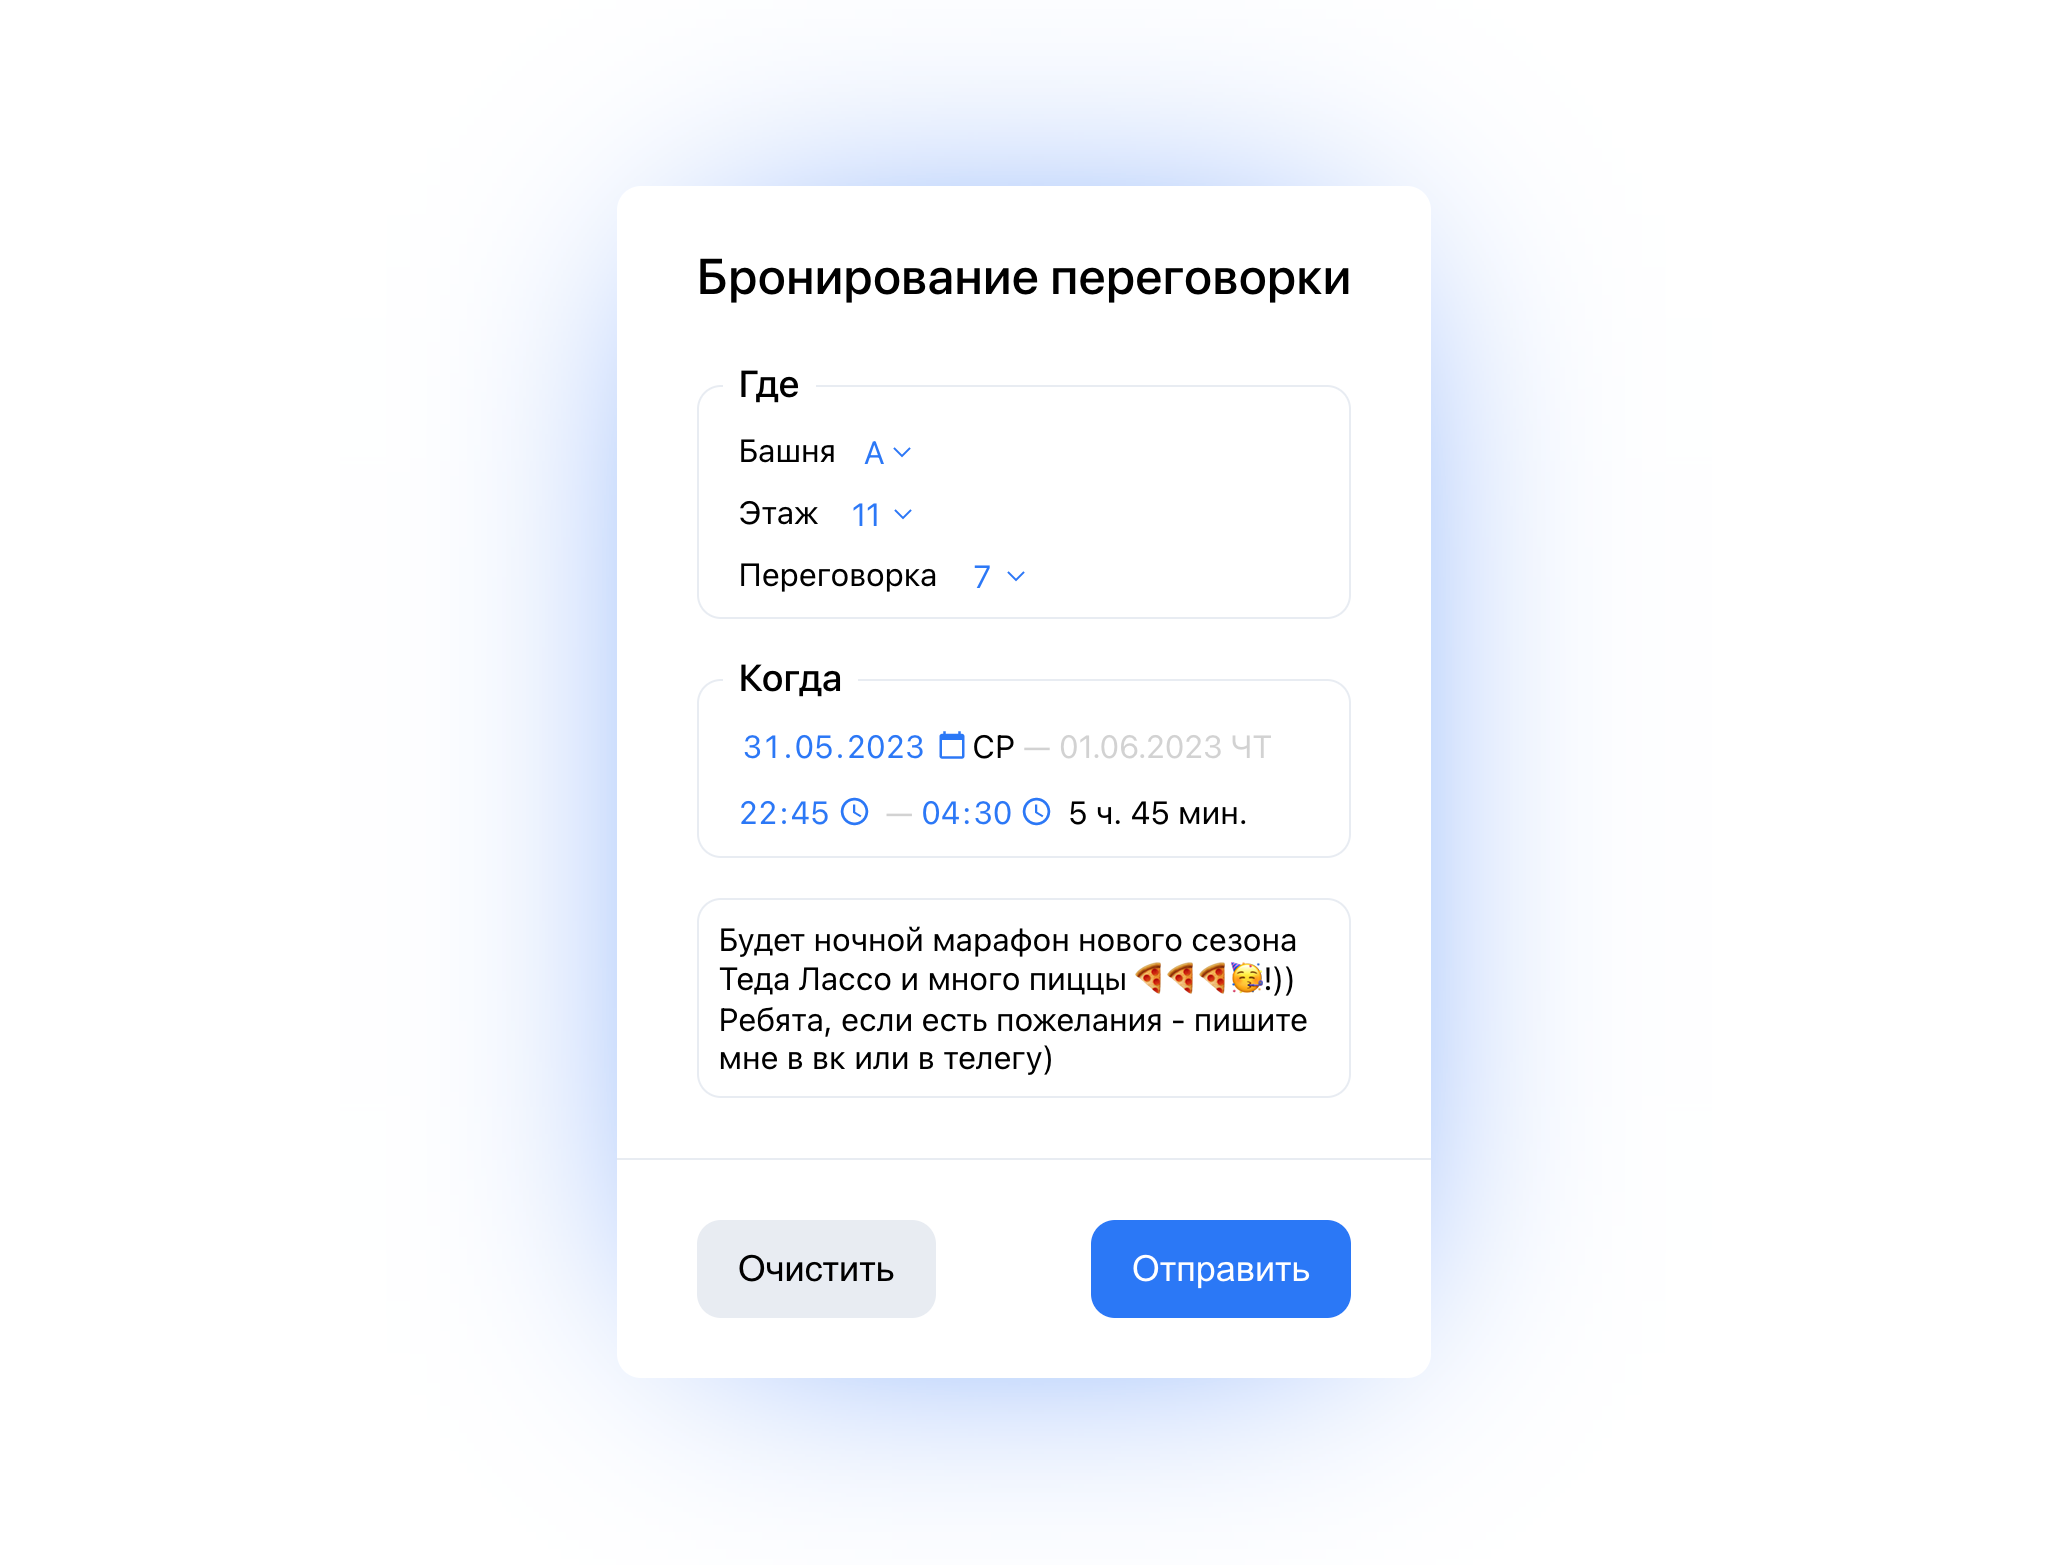 Бронирование переговорки
Где
Башня А
Этаж 11
Переговорка 7
Когда
31.05.2023 СР — 01.06.2023 ЧТ
22:45 — 04:30 5 ч. 45 мин.
Будет ночной марафон нового сезона
Теда Лассо и много пиццы 🍕🍕🍕🥳!))
Ребята, если есть пожелания - пишите
мне в вк или в телегу)
Очистить Отправить